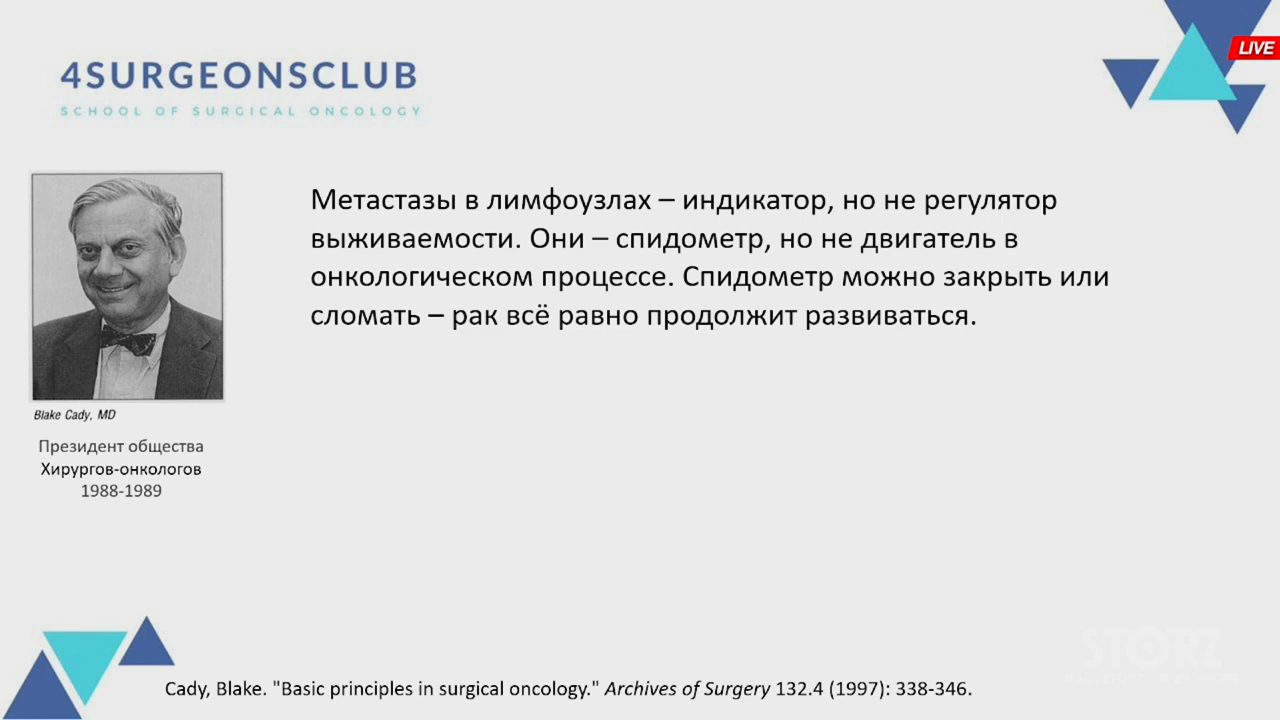 4SURGEONSCLUB
SCHOOL OF SURGICAL ONCOLOGY
LIVE
Метастазы в лимфоузлах – индикатор, но не регулятор
выживаемости. Они – спидометр, но не двигатель в
онкологическом процессе. Спидометр можно закрыть или
сломать – рак всё равно продолжит развиваться.
Blake Cady, MD
Президент общества
Хирургов-онкологов
1988-1989
STORZ
Cady, Blake. "Basic principles in surgical oncology." Archives of Surgery 132.4 (1997): 338-346.